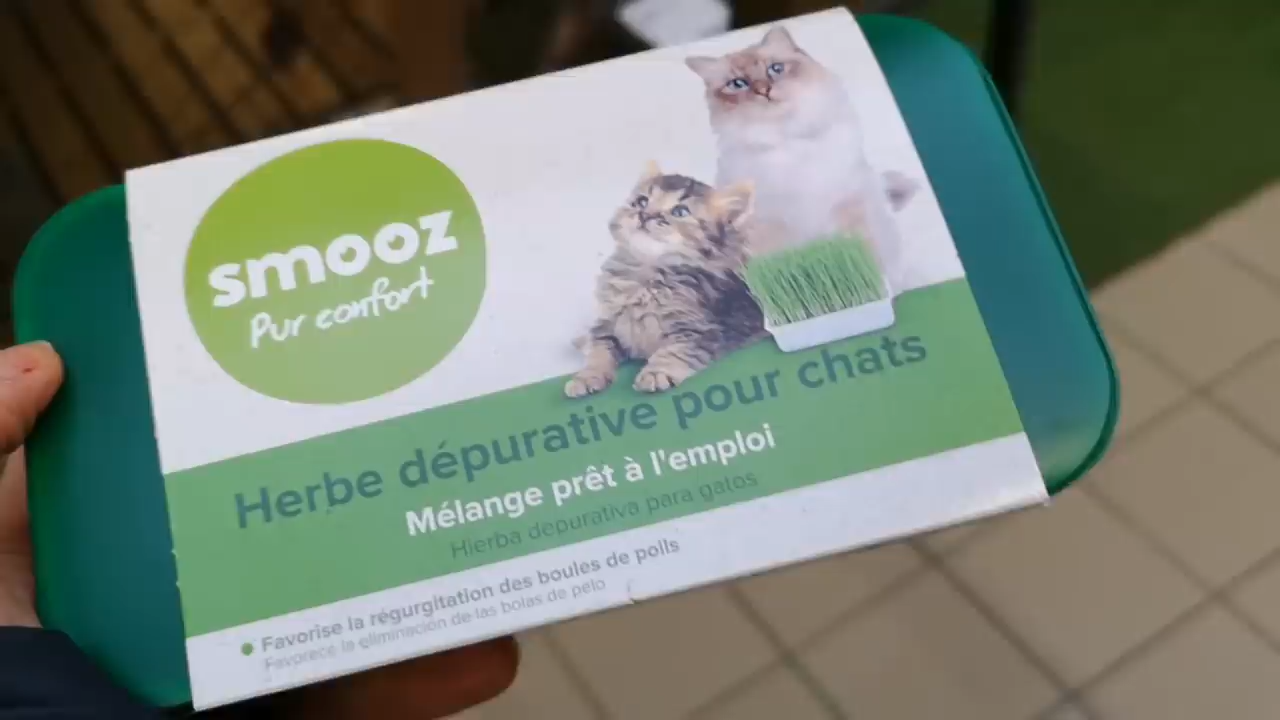 smooz
Pur confort
Herbe dépurative pour chats
Mélange prêt à l'emploi
Hierba depurativa para gatos
Favorise la régurgitation des boules de poils
Favorece la eliminación de las bolas de pelo